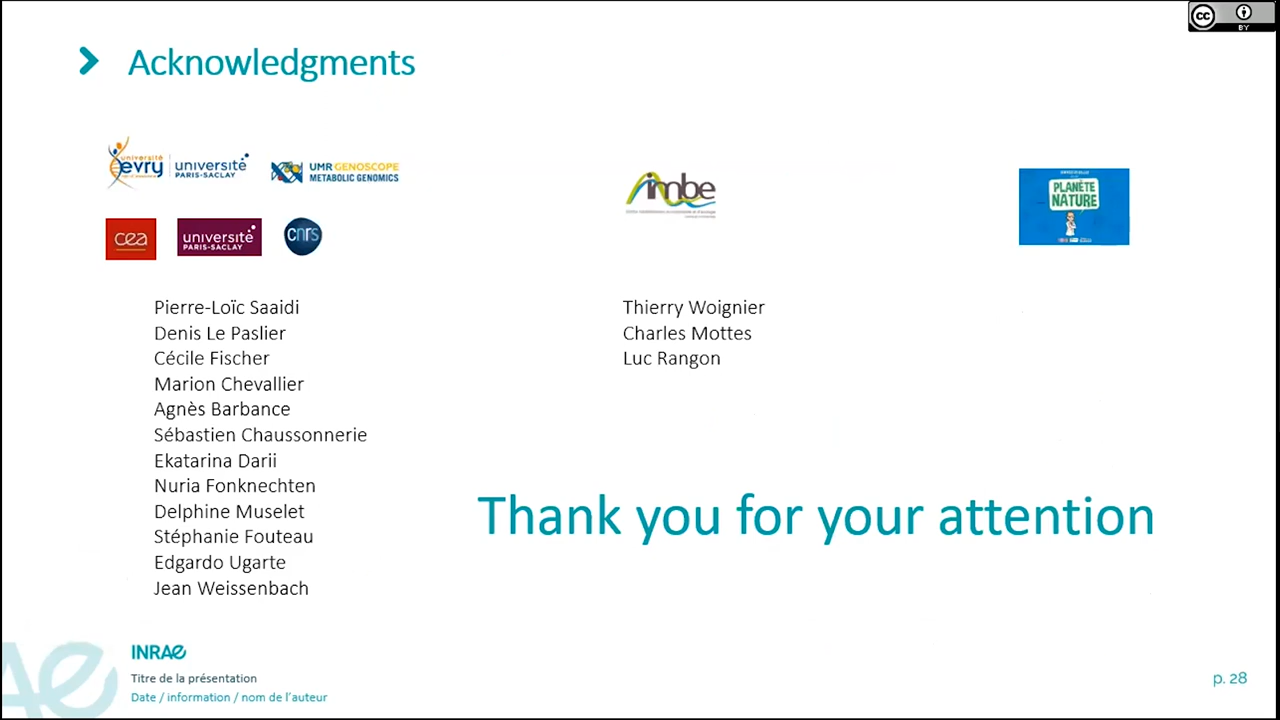 cc
BY
Acknowledgments
université
evry
université
PARIS-SACLAY
UMR GENOSCOPE
METABOLIC GENOMICS
imbe
PLANÈTE
NATURE
cea
université
PARIS-SACLAY
cnrs
Pierre-Loïc Saaidi
Denis Le Paslier
Cécile Fischer
Marion Chevallier
Agnès Barbance
Sébastien Chaussonnerie
Ekatarina Darii
Nuria Fonknechten
Delphine Muselet
Stéphanie Fouteau
Edgardo Ugarte
Jean Weissenbach
Thierry Woignier
Charles Mottes
Luc Rangon
Thank you for your attention
INRAE
Titre de la présentation
Date / information / nom de l'auteur
p. 28